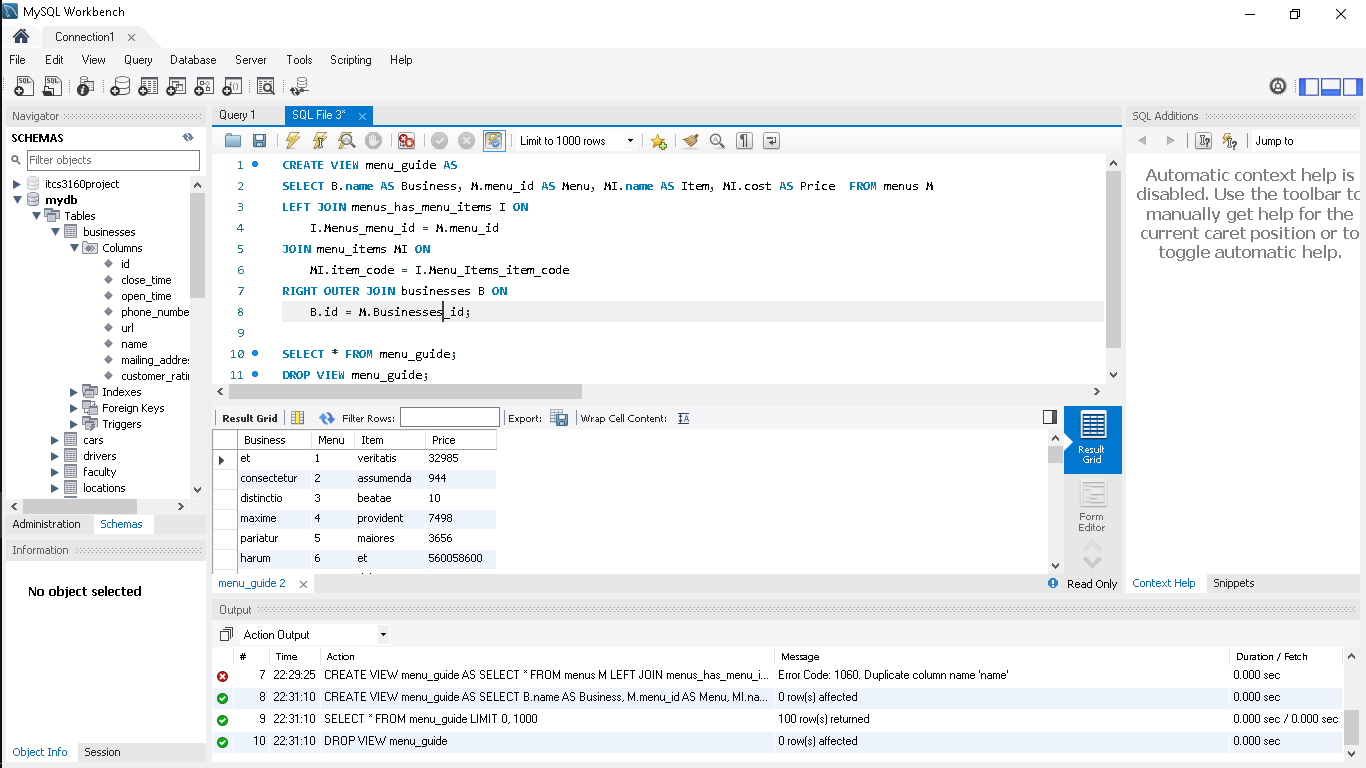 MySQL Workbench
Connection1
File Edit View Query Database Server Tools Scripting Help
Navigator
SCHEMAS
Filter objects
itcs3160project
mydb
Tables
businesses
Columns
id
close_time
open_time
phone_numbe
url
name
mailing_addre
customer_rati
Indexes
Foreign Keys
Triggers
cars
drivers
faculty
locations
Administration Schemas
Information
No object selected
Object Info Session
Query 1 SQL File 3*
Limit to 1000 rows
1 CREATE VIEW menu_guide AS
2 SELECT B.name AS Business, M.menu_id AS Menu, MI.name AS Item, MI.cost AS Price  FROM menus M
3 LEFT JOIN menus_has_menu_items I ON
4 I.Menus_menu_id = M.menu_id
5 JOIN menu_items MI ON
6 MI.item_code = I.Menu_Items_item_code
7 RIGHT OUTER JOIN businesses B ON
8 B.id = M.Businesses_id;
9
10 SELECT * FROM menu_guide;
11 DROP VIEW menu_guide;
Result Grid Filter Rows: Export: Wrap Cell Content:
Business Menu Item Price
et 1 veritatis 32985
consectetur 2 assumenda 944
distinctio 3 beatae 10
maxime 4 provident 7498
pariatur 5 maiores 3656
harum 6 et 560058600
Result
Grid
Form
Editor
menu_guide 2 Read Only
SQL Additions
Jump to
Automatic context help is
disabled. Use the toolbar to
manually get help for the
current caret position or to
toggle automatic help.
Context Help Snippets
Output
Action Output
# Time Action Message Duration / Fetch
7 22:29:25 CREATE VIEW menu_guide AS SELECT * FROM menus M LEFT JOIN menus_has_menu_i... Error Code: 1060. Duplicate column name 'name' 0.000 sec
8 22:31:10 CREATE VIEW menu_guide AS SELECT B.name AS Business, M.menu_id AS Menu, MI.na... 0 row(s) affected 0.000 sec
9 22:31:10 SELECT * FROM menu_guide LIMIT 0, 1000 100 row(s) returned 0.000 sec / 0.000 sec
10 22:31:10 DROP VIEW menu_guide 0 row(s) affected 0.000 sec